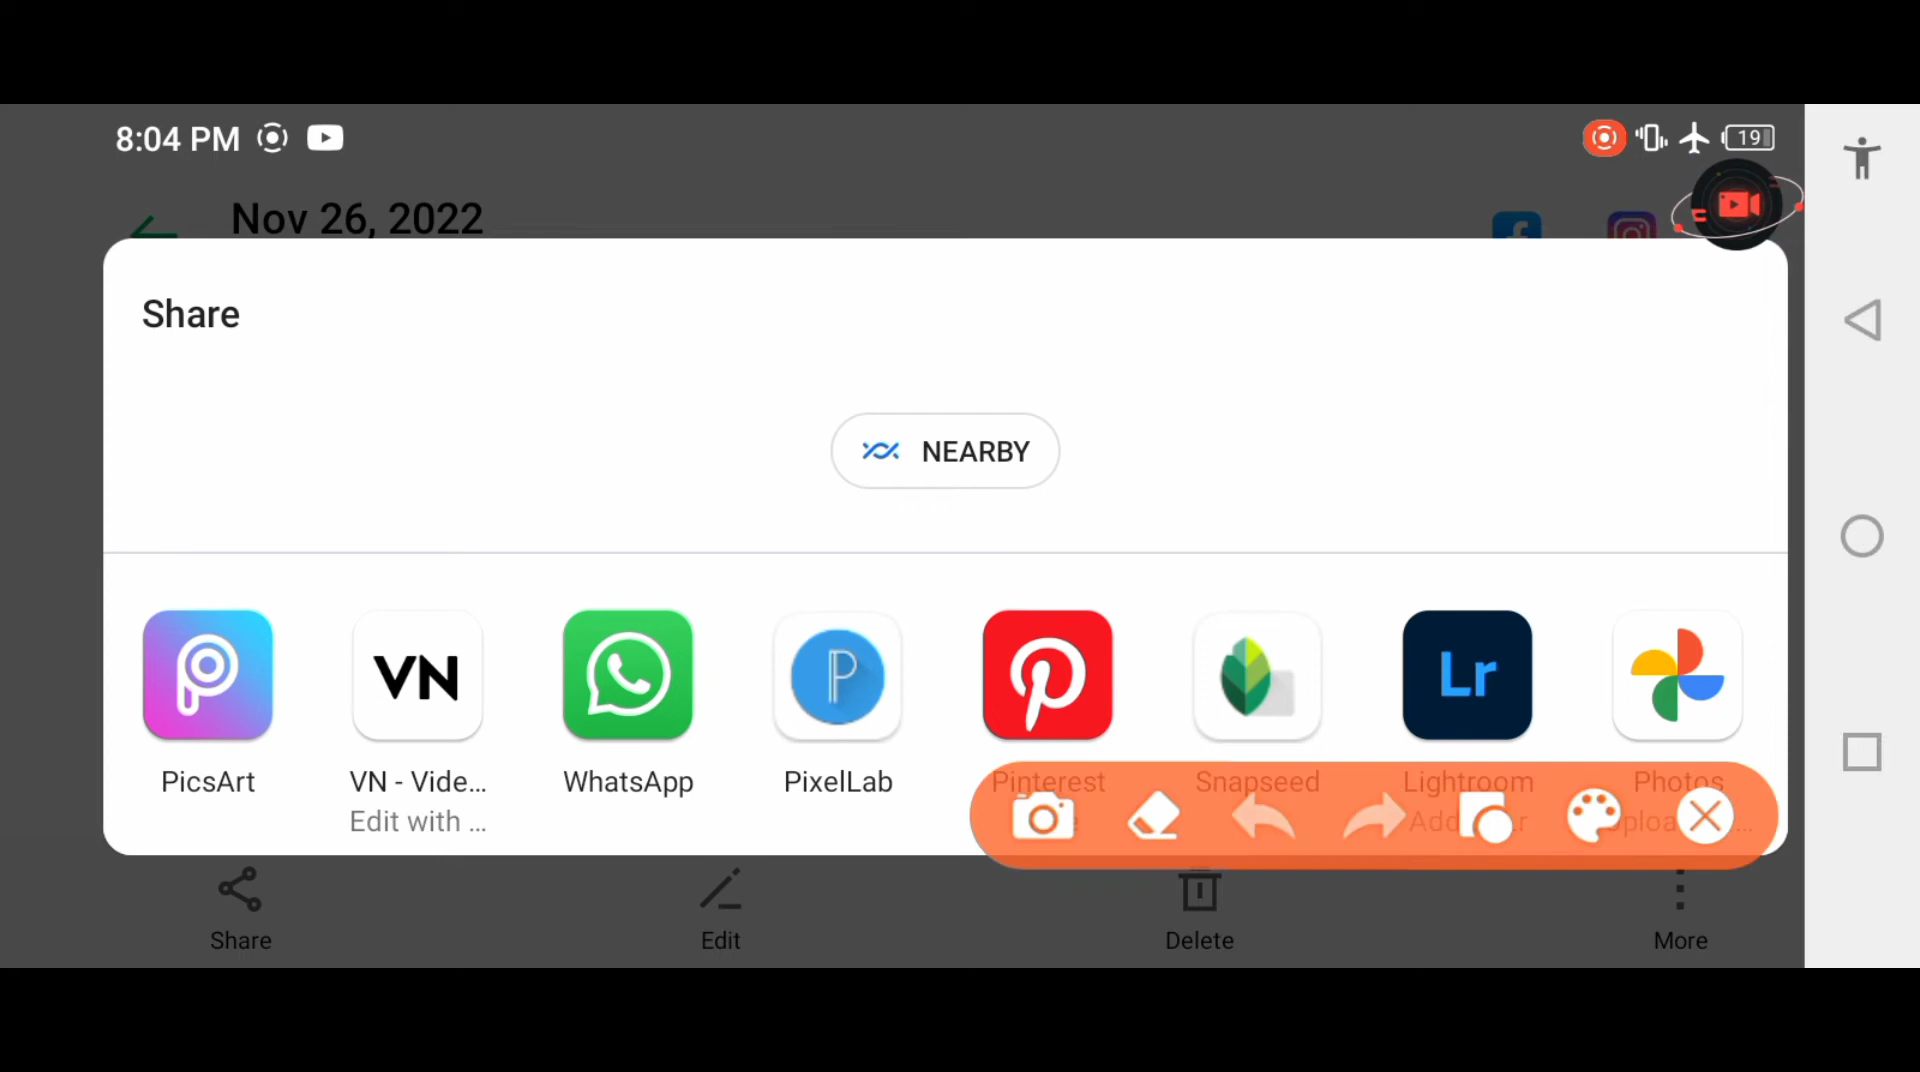 8:04 PM
19
Nov 26, 2022
Share
NEARBY
VN
Lr
PicsArt
VN - Vide...
WhatsApp
PixelLab
Pinterest
Snapseed
Lightroom
Photos
Edit with ...
Share
Edit
Delete
More